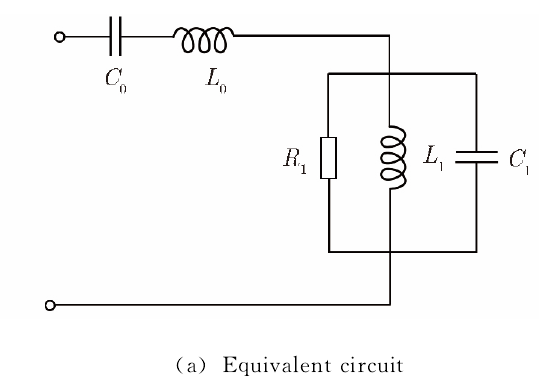 C₀
L₀
R₁
L₁
C₁
(a) Equivalent circuit